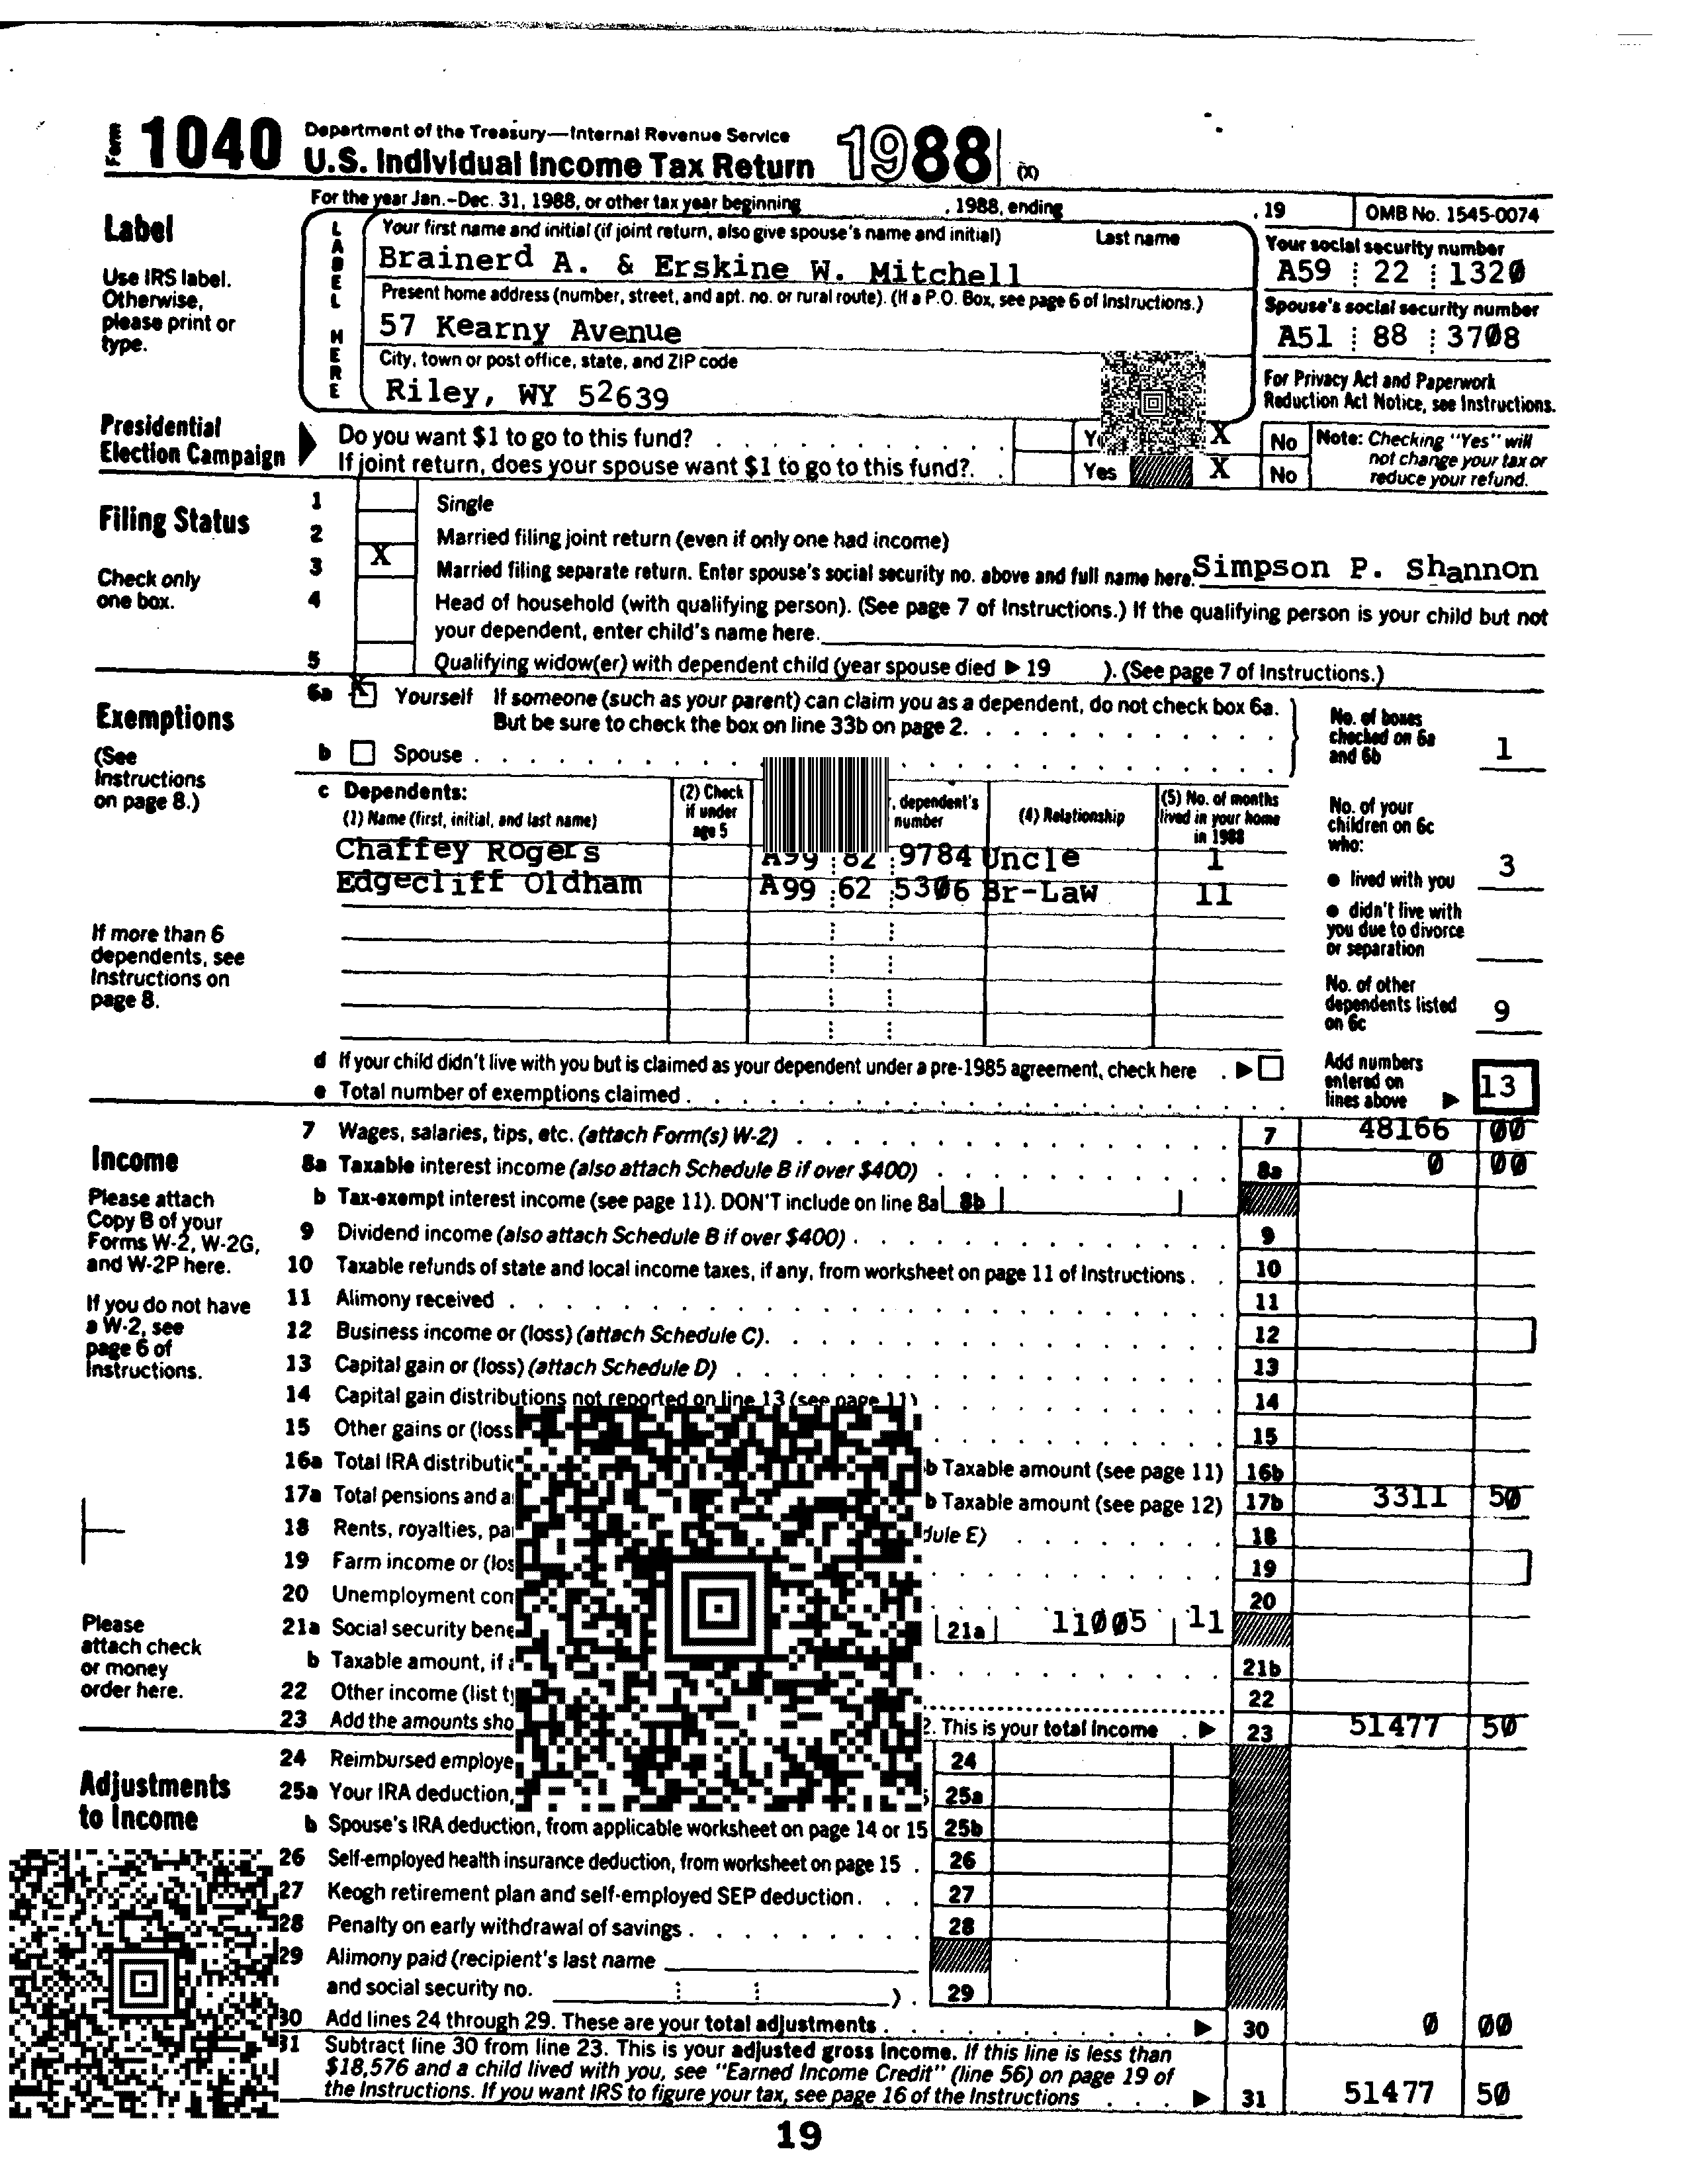 Form 1040 Department of the Treasury—Internal Revenue Service
U.S. Individual Income Tax Return 1988 (X)
For the year Jan.-Dec. 31, 1988, or other tax year beginning , 1988, ending , 19 OMB No. 1545-0074
Label
Use IRS label.
Otherwise,
please print or
type.
LABEL HERE
Your first name and initial (if joint return, also give spouse's name and initial) Last name
Brainerd A. & Erskine W. Mitchell
Your social security number
A59 22 1320
Present home address (number, street, and apt. no. or rural route). (If a P.O. Box, see page 6 of Instructions.)
57 Kearny Avenue
Spouse's social security number
A51 88 3708
City, town or post office, state, and ZIP code
Riley, WY 52639
For Privacy Act and Paperwork
Reduction Act Notice, see Instructions.
Presidential
Election Campaign
Do you want $1 to go to this fund? X No
If joint return, does your spouse want $1 to go to this fund?. Yes X No
Note: Checking "Yes" will
not change your tax or
reduce your refund.
Filing Status
Check only
one box.
1 Single
2 Married filing joint return (even if only one had income)
X
3 Married filing separate return. Enter spouse's social security no. above and full name here. Simpson P. Shannon
4 Head of household (with qualifying person). (See page 7 of Instructions.) If the qualifying person is your child but not
your dependent, enter child's name here.
5 Qualifying widow(er) with dependent child (year spouse died ▶ 19 ). (See page 7 of Instructions.)
Exemptions
(See
Instructions
on page 8.)
6a X Yourself If someone (such as your parent) can claim you as a dependent, do not check box 6a.
But be sure to check the box on line 33b on page 2.
b Spouse
No. of boxes
checked on 6a
and 6b 1
c Dependents:
(1) Name (first, initial, and last name)
(2) Check
if under
age 5
, dependent's
number
(4) Relationship
(5) No. of months
lived in your home
in 1988
Chaffey Rogers A99 82 9784 Uncle 1
Edgecliff Oldham A99 62 5306 Br-Law 11
No. of your
children on 6c
who:
● lived with you 3
● didn't live with
you due to divorce
or separation
If more than 6
dependents, see
Instructions on
page 8.
No. of other
dependents listed
on 6c 9
d If your child didn't live with you but is claimed as your dependent under a pre-1985 agreement, check here ▶
e Total number of exemptions claimed
Add numbers
entered on
lines above ▶ 13
Income
Please attach
Copy B of your
Forms W-2, W-2G,
and W-2P here.
If you do not have
a W-2, see
page 6 of
Instructions.
7 Wages, salaries, tips, etc. (attach Form(s) W-2) 7 48166 00
8a Taxable interest income (also attach Schedule B if over $400) 8a 0 00
b Tax-exempt interest income (see page 11). DON'T include on line 8a 8b
9 Dividend income (also attach Schedule B if over $400) 9
10 Taxable refunds of state and local income taxes, if any, from worksheet on page 11 of Instructions 10
11 Alimony received 11
12 Business income or (loss) (attach Schedule C) 12
13 Capital gain or (loss) (attach Schedule D) 13
14 Capital gain distributions not reported on line 13 (see page 11) 14
15 Other gains or (loss 15
16a Total IRA b Taxable amount (see page 11) 16b
17a Total pensions and b Taxable amount (see page 12) 17b 3311 50
18 Rents, royalties, E) 18
19 Farm income or 19
20 Unemployment 20
21a Social security 21a 11005 11
b Taxable amount, if 21b
22 Other income (list 22
23 Add the amounts 2. This is your total income ▶ 23 51477 50
Please
attach check
or money
order here.
Adjustments
to Income
24 Reimbursed 24
25a Your IRA deduction, 25a
b Spouse's IRA deduction, from applicable worksheet on page 14 or 15 25b
26 Self-employed health insurance deduction, from worksheet on page 15 26
27 Keogh retirement plan and self-employed SEP deduction 27
28 Penalty on early withdrawal of savings 28
29 Alimony paid (recipient's last name
and social security no. ) 29
30 Add lines 24 through 29. These are your total adjustments ▶ 30 0 00
31 Subtract line 30 from line 23. This is your adjusted gross income. If this line is less than
$18,576 and a child lived with you, see "Earned Income Credit" (line 56) on page 19 of
the Instructions. If you want IRS to figure your tax, see page 16 of the Instructions ▶ 31 51477 50
19